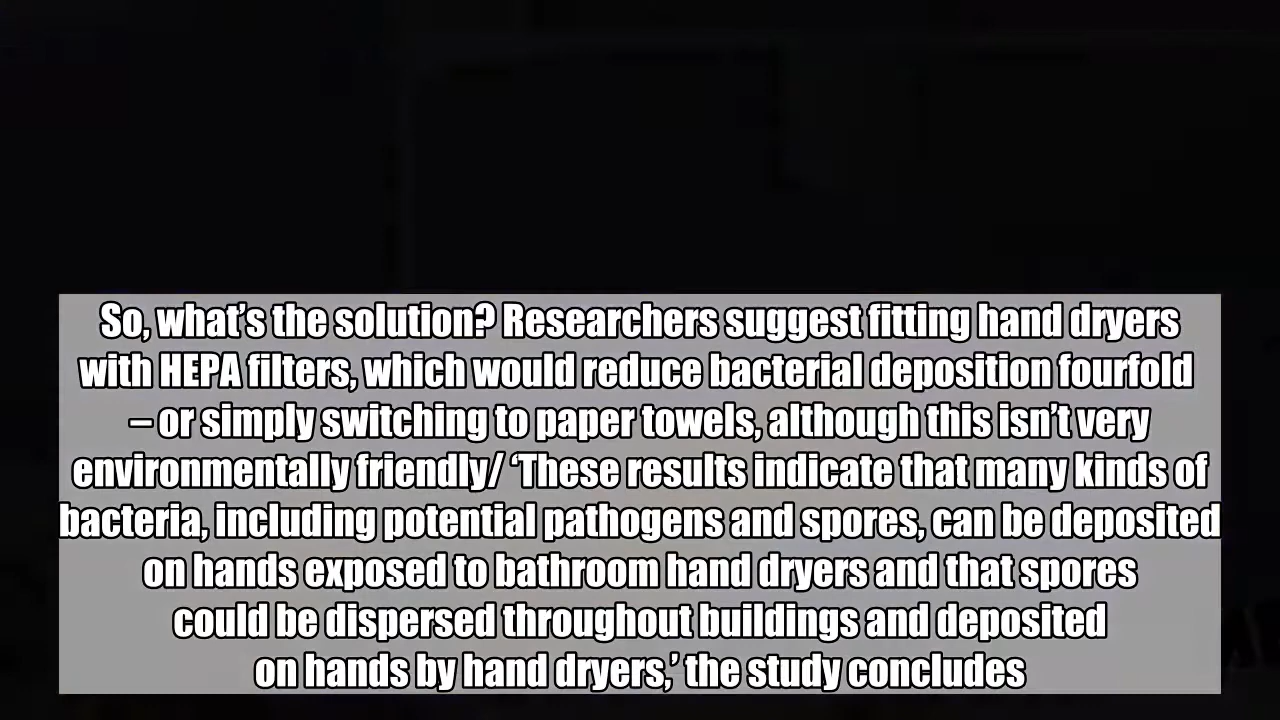 So, what’s the solution? Researchers suggest fitting hand dryers
with HEPA filters, which would reduce bacterial deposition fourfold
– or simply switching to paper towels, although this isn’t very
environmentally friendly/ ‘These results indicate that many kinds of
bacteria, including potential pathogens and spores, can be deposited
on hands exposed to bathroom hand dryers and that spores
could be dispersed throughout buildings and deposited
on hands by hand dryers,’ the study concludes